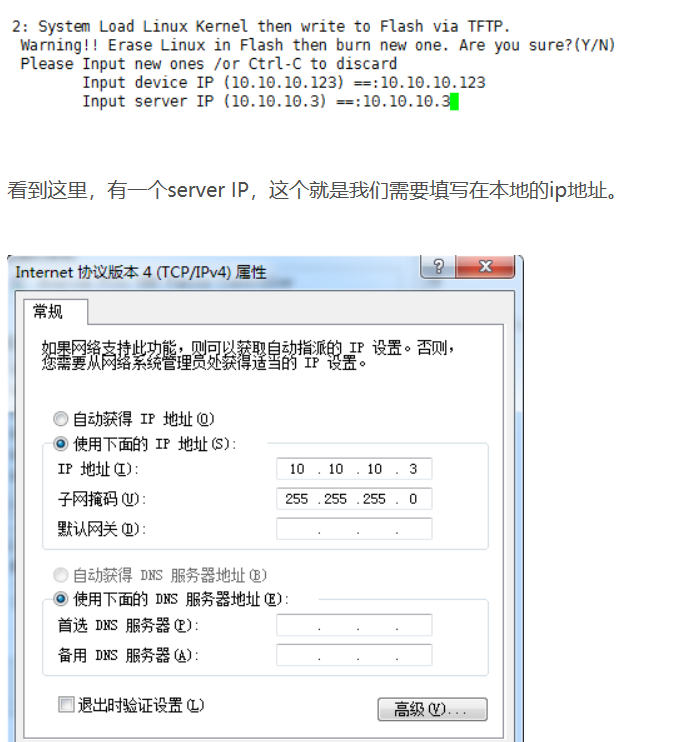 2: System Load Linux Kernel then write to Flash via TFTP.
Warning!! Erase Linux in Flash then burn new one. Are you sure?(Y/N)
Please Input new ones /or Ctrl-C to discard
Input device IP (10.10.10.123) ==:10.10.10.123
Input server IP (10.10.10.3) ==:10.10.10.3
看到这里，有一个server IP，这个就是我们需要填写在本地的ip地址。
Internet 协议版本 4 (TCP/IPv4) 属性
常规
如果网络支持此功能，则可以获取自动指派的 IP 设置。否则，
您需要从网络系统管理员处获得适当的 IP 设置。
自动获得 IP 地址(O)
使用下面的 IP 地址(S):
IP 地址(I): 10 . 10 . 10 . 3
子网掩码(U): 255 .255 .255 . 0
默认网关(D): . . .
自动获得 DNS 服务器地址(B)
使用下面的 DNS 服务器地址(E):
首选 DNS 服务器(P): . . .
备用 DNS 服务器(A): . . .
退出时验证设置(L)
高级(V)...